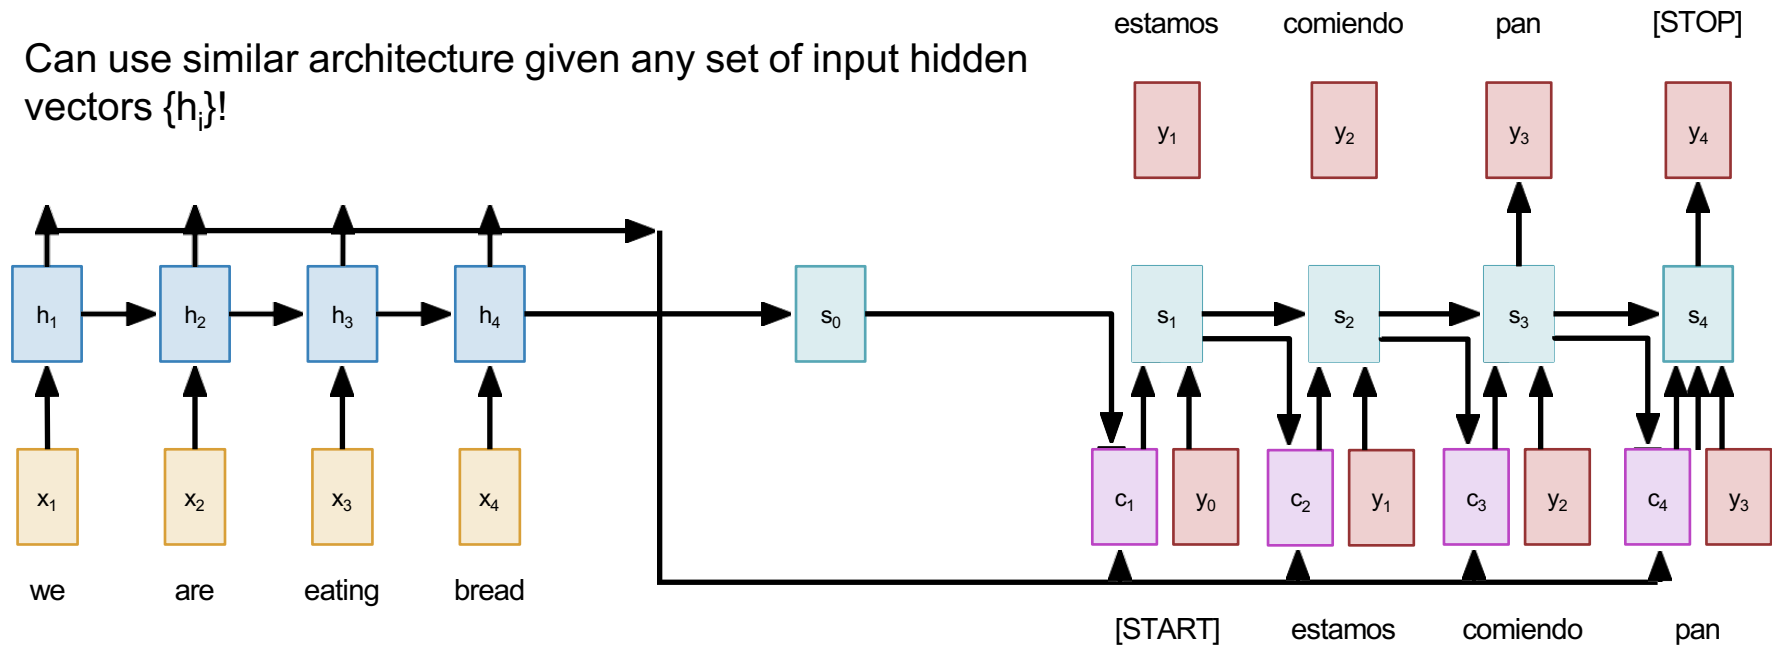 estamos comiendo pan [STOP]
Can use similar architecture given any set of input hidden
vectors {hᵢ}!
y₁ y₂ y₃ y₄
h₁ h₂ h₃ h₄ s₀ s₁ s₂ s₃ s₄
x₁ x₂ x₃ x₄ c₁ y₀ c₂ y₁ c₃ y₂ c₄ y₃
we are eating bread
[START] estamos comiendo pan